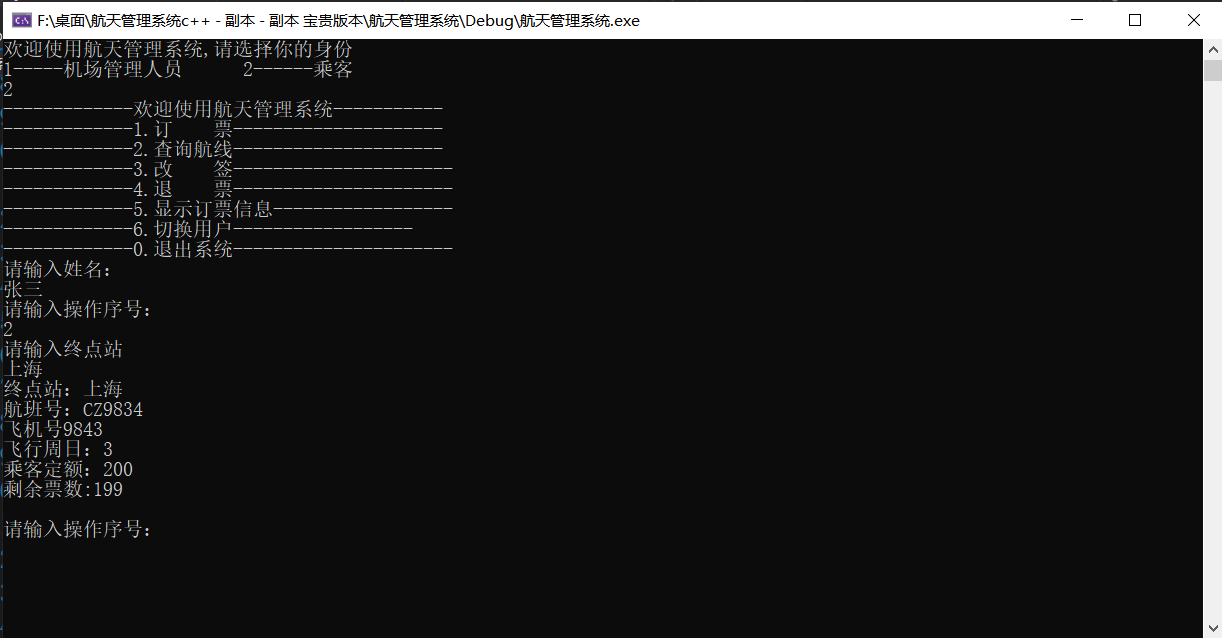 F:\桌面\航天管理系统c++ - 副本 - 副本 宝贵版本\航天管理系统\Debug\航天管理系统.exe
欢迎使用航天管理系统,请选择你的身份
1-----机场管理人员      2------乘客
2
-------------欢迎使用航天管理系统-----------
-------------1.订    票---------------------
-------------2.查询航线---------------------
-------------3.改    签----------------------
-------------4.退    票----------------------
-------------5.显示订票信息------------------
-------------6.切换用户------------------
-------------0.退出系统----------------------
请输入姓名:
张三
请输入操作序号:
2
请输入终点站
上海
终点站: 上海
航班号: CZ9834
飞机号9843
飞行周日: 3
乘客定额: 200
剩余票数:199
请输入操作序号: